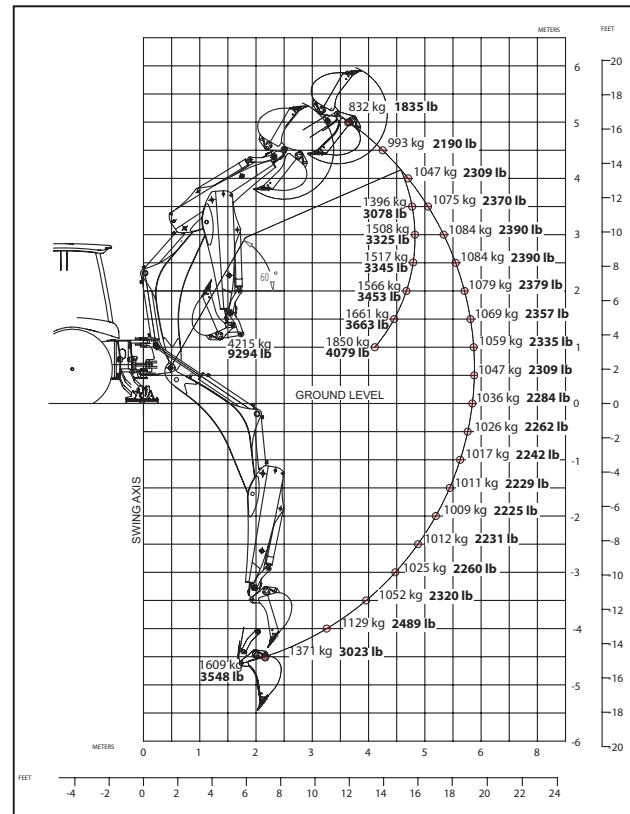 METERS
FEET
6
20
18
832 kg 1835 lb
5
16
993 kg 2190 lb
14
1047 kg 2309 lb
4
1396 kg
3078 lb
1075 kg 2370 lb
12
1508 kg
3325 lb
1084 kg 2390 lb
3
10
60°
1517 kg
3345 lb
1084 kg 2390 lb
8
1566 kg
3453 lb
1079 kg 2379 lb
2
6
1661 kg
3663 lb
1069 kg 2357 lb
4
4215 kg
9294 lb
1850 kg
4079 lb
1059 kg 2335 lb
1
2
1047 kg 2309 lb
GROUND LEVEL
1036 kg 2284 lb
0
0
1026 kg 2262 lb
-2
1017 kg 2242 lb
-1
-4
SWING AXIS
1011 kg 2229 lb
-6
1009 kg 2225 lb
-2
-8
1012 kg 2231 lb
1025 kg 2260 lb
-3
-10
1052 kg 2320 lb
-12
1129 kg 2489 lb
-4
-14
1371 kg 3023 lb
1609 kg
3548 lb
-5
-16
-18
-6
-20
METERS
0 1 2 3 4 5 6 7 8
FEET
-4 -2 0 2 4 6 8 10 12 14 16 18 20 22 24